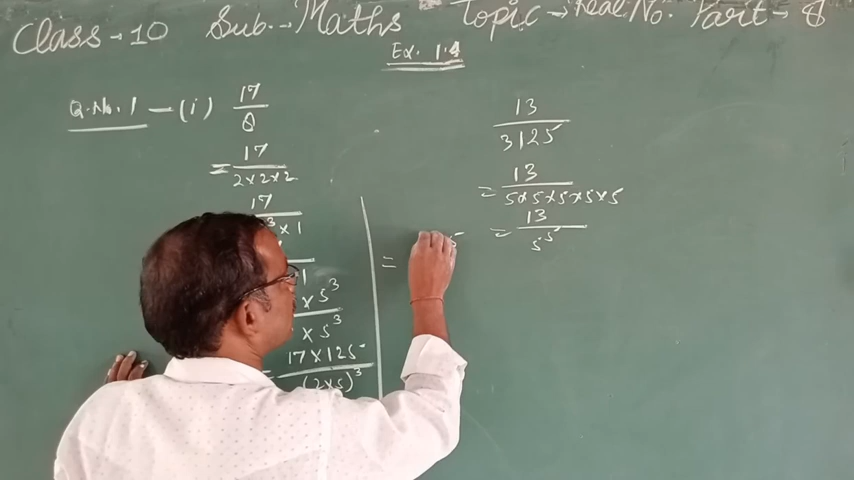 Class → 10 Sub. → Maths Topic → Real No. Part → 8
Ex. 1.4
Q. No. 1 — (i) 17/8
= 17/2×2×2
17/³ × 1
1
× 5³
× 5³
= 17×125/(2×5)³
=
5
13/3125
= 13/5×5×5×5×5
= 13/5⁵